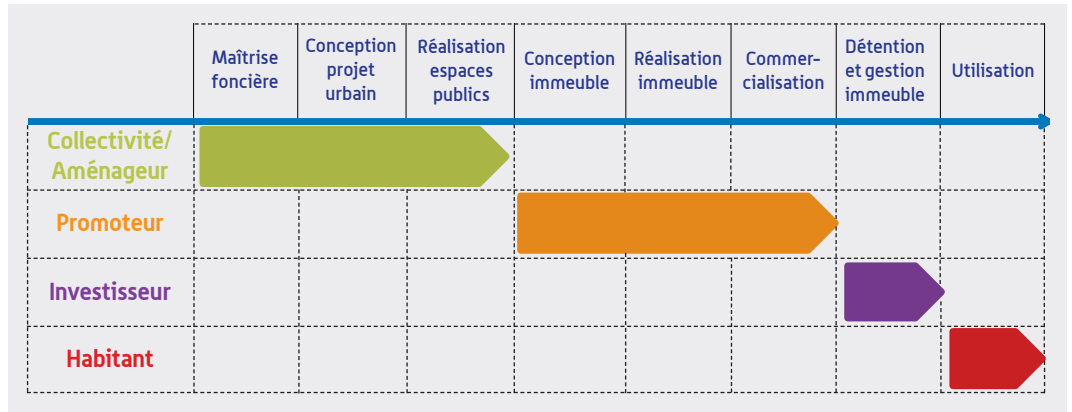 Maîtrise
foncière
Conception
projet
urbain
Réalisation
espaces
publics
Conception
immeuble
Réalisation
immeuble
Commer-
cialisation
Détention
et gestion
immeuble
Utilisation
Collectivité/
Aménageur
Promoteur
Investisseur
Habitant